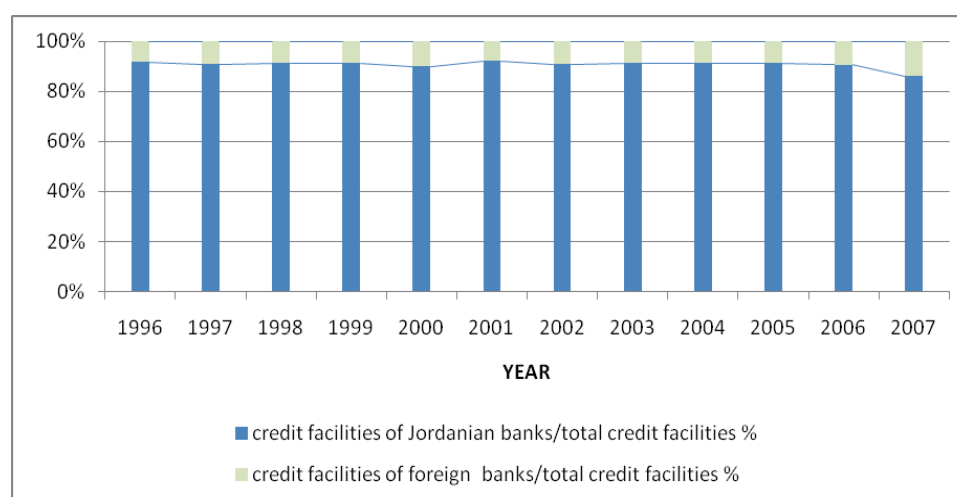 100%
80%
60%
40%
20%
0%
1996 1997 1998 1999 2000 2001 2002 2003 2004 2005 2006 2007
YEAR
credit facilities of Jordanian banks/total credit facilities %
credit facilities of foreign  banks/total credit facilities %